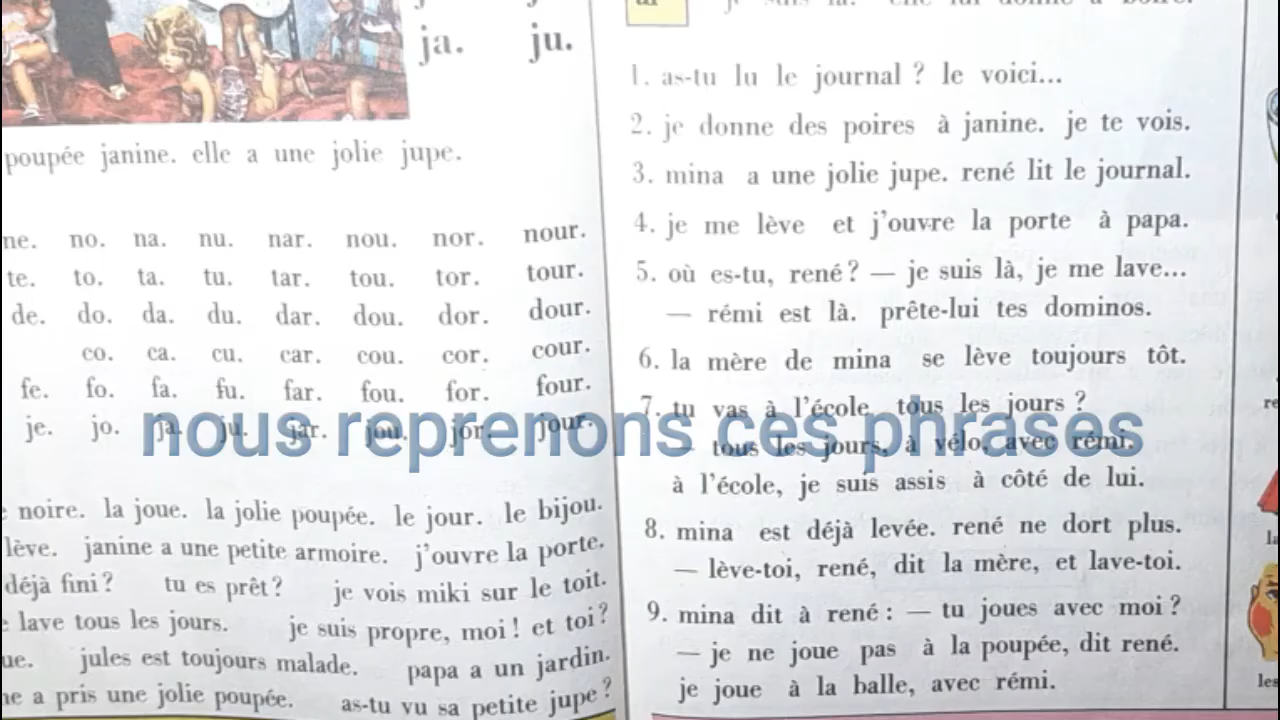 ja. ju.
poupée janine. elle a une jolie jupe.
ne. no. na. nu. nar. nou. nor. nour.
te. to. ta. tu. tar. tou. tor. tour.
de. do. da. du. dar. dou. dor. dour.
co. ca. cu. car. cou. cor. cour.
fe. fo. fa. fu. far. fou. for. four.
je. jo. ja. ju. jar. jou. jor. jour.
noire. la joue. la jolie poupée. le jour. le bijou.
lève. janine a une petite armoire. j'ouvre la porte.
déjà fini ? tu es prêt ? je vois miki sur le toit.
lave tous les jours. je suis propre, moi ! et toi ?
jules est toujours malade. papa a un jardin.
a pris une jolie poupée. as-tu vu sa petite jupe ?
1. as-tu lu le journal ? le voici...
2. je donne des poires à janine. je te vois.
3. mina a une jolie jupe. rené lit le journal.
4. je me lève et j'ouvre la porte à papa.
5. où es-tu, rené ? — je suis là, je me lave...
— rémi est là. prête-lui tes dominos.
6. la mère de mina se lève toujours tôt.
7. tu vas à l'école tous les jours ?
— tous les jours, à vélo, avec rémi.
à l'école, je suis assis à côté de lui.
8. mina est déjà levée. rené ne dort plus.
— lève-toi, rené, dit la mère, et lave-toi.
9. mina dit à rené : — tu joues avec moi ?
— je ne joue pas à la poupée, dit rené.
je joue à la balle, avec rémi.
nous reprenons ces phrases